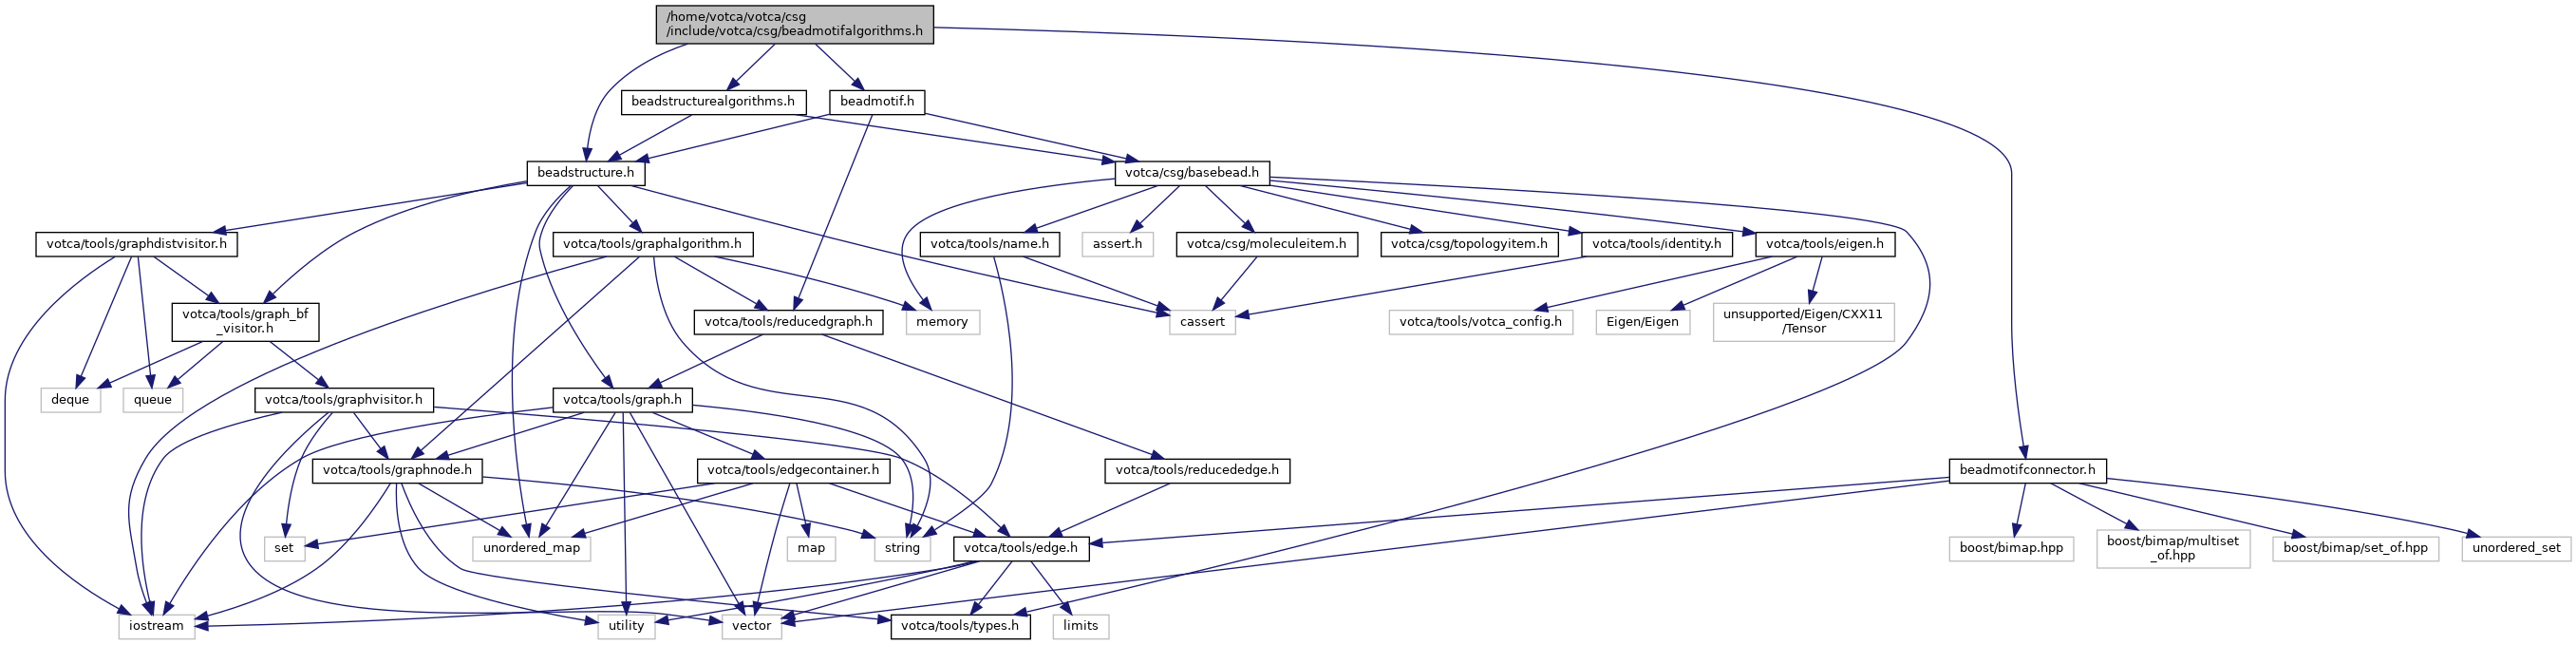 /home/votca/votca/csg
/include/votca/csg/beadmotifalgorithms.h
beadstructurealgorithms.h
beadmotif.h
beadstructure.h
votca/csg/basebead.h
votca/tools/graphdistvisitor.h
votca/tools/graphalgorithm.h
votca/tools/name.h
assert.h
votca/csg/moleculeitem.h
votca/csg/topologyitem.h
votca/tools/identity.h
votca/tools/eigen.h
votca/tools/graph_bf
_visitor.h
votca/tools/reducedgraph.h
memory
cassert
votca/tools/votca_config.h
Eigen/Eigen
unsupported/Eigen/CXX11
/Tensor
deque
queue
votca/tools/graphvisitor.h
votca/tools/graph.h
votca/tools/graphnode.h
votca/tools/edgecontainer.h
votca/tools/reducededge.h
beadmotifconnector.h
set
unordered_map
map
string
votca/tools/edge.h
boost/bimap.hpp
boost/bimap/multiset
_of.hpp
boost/bimap/set_of.hpp
unordered_set
iostream
utility
vector
votca/tools/types.h
limits